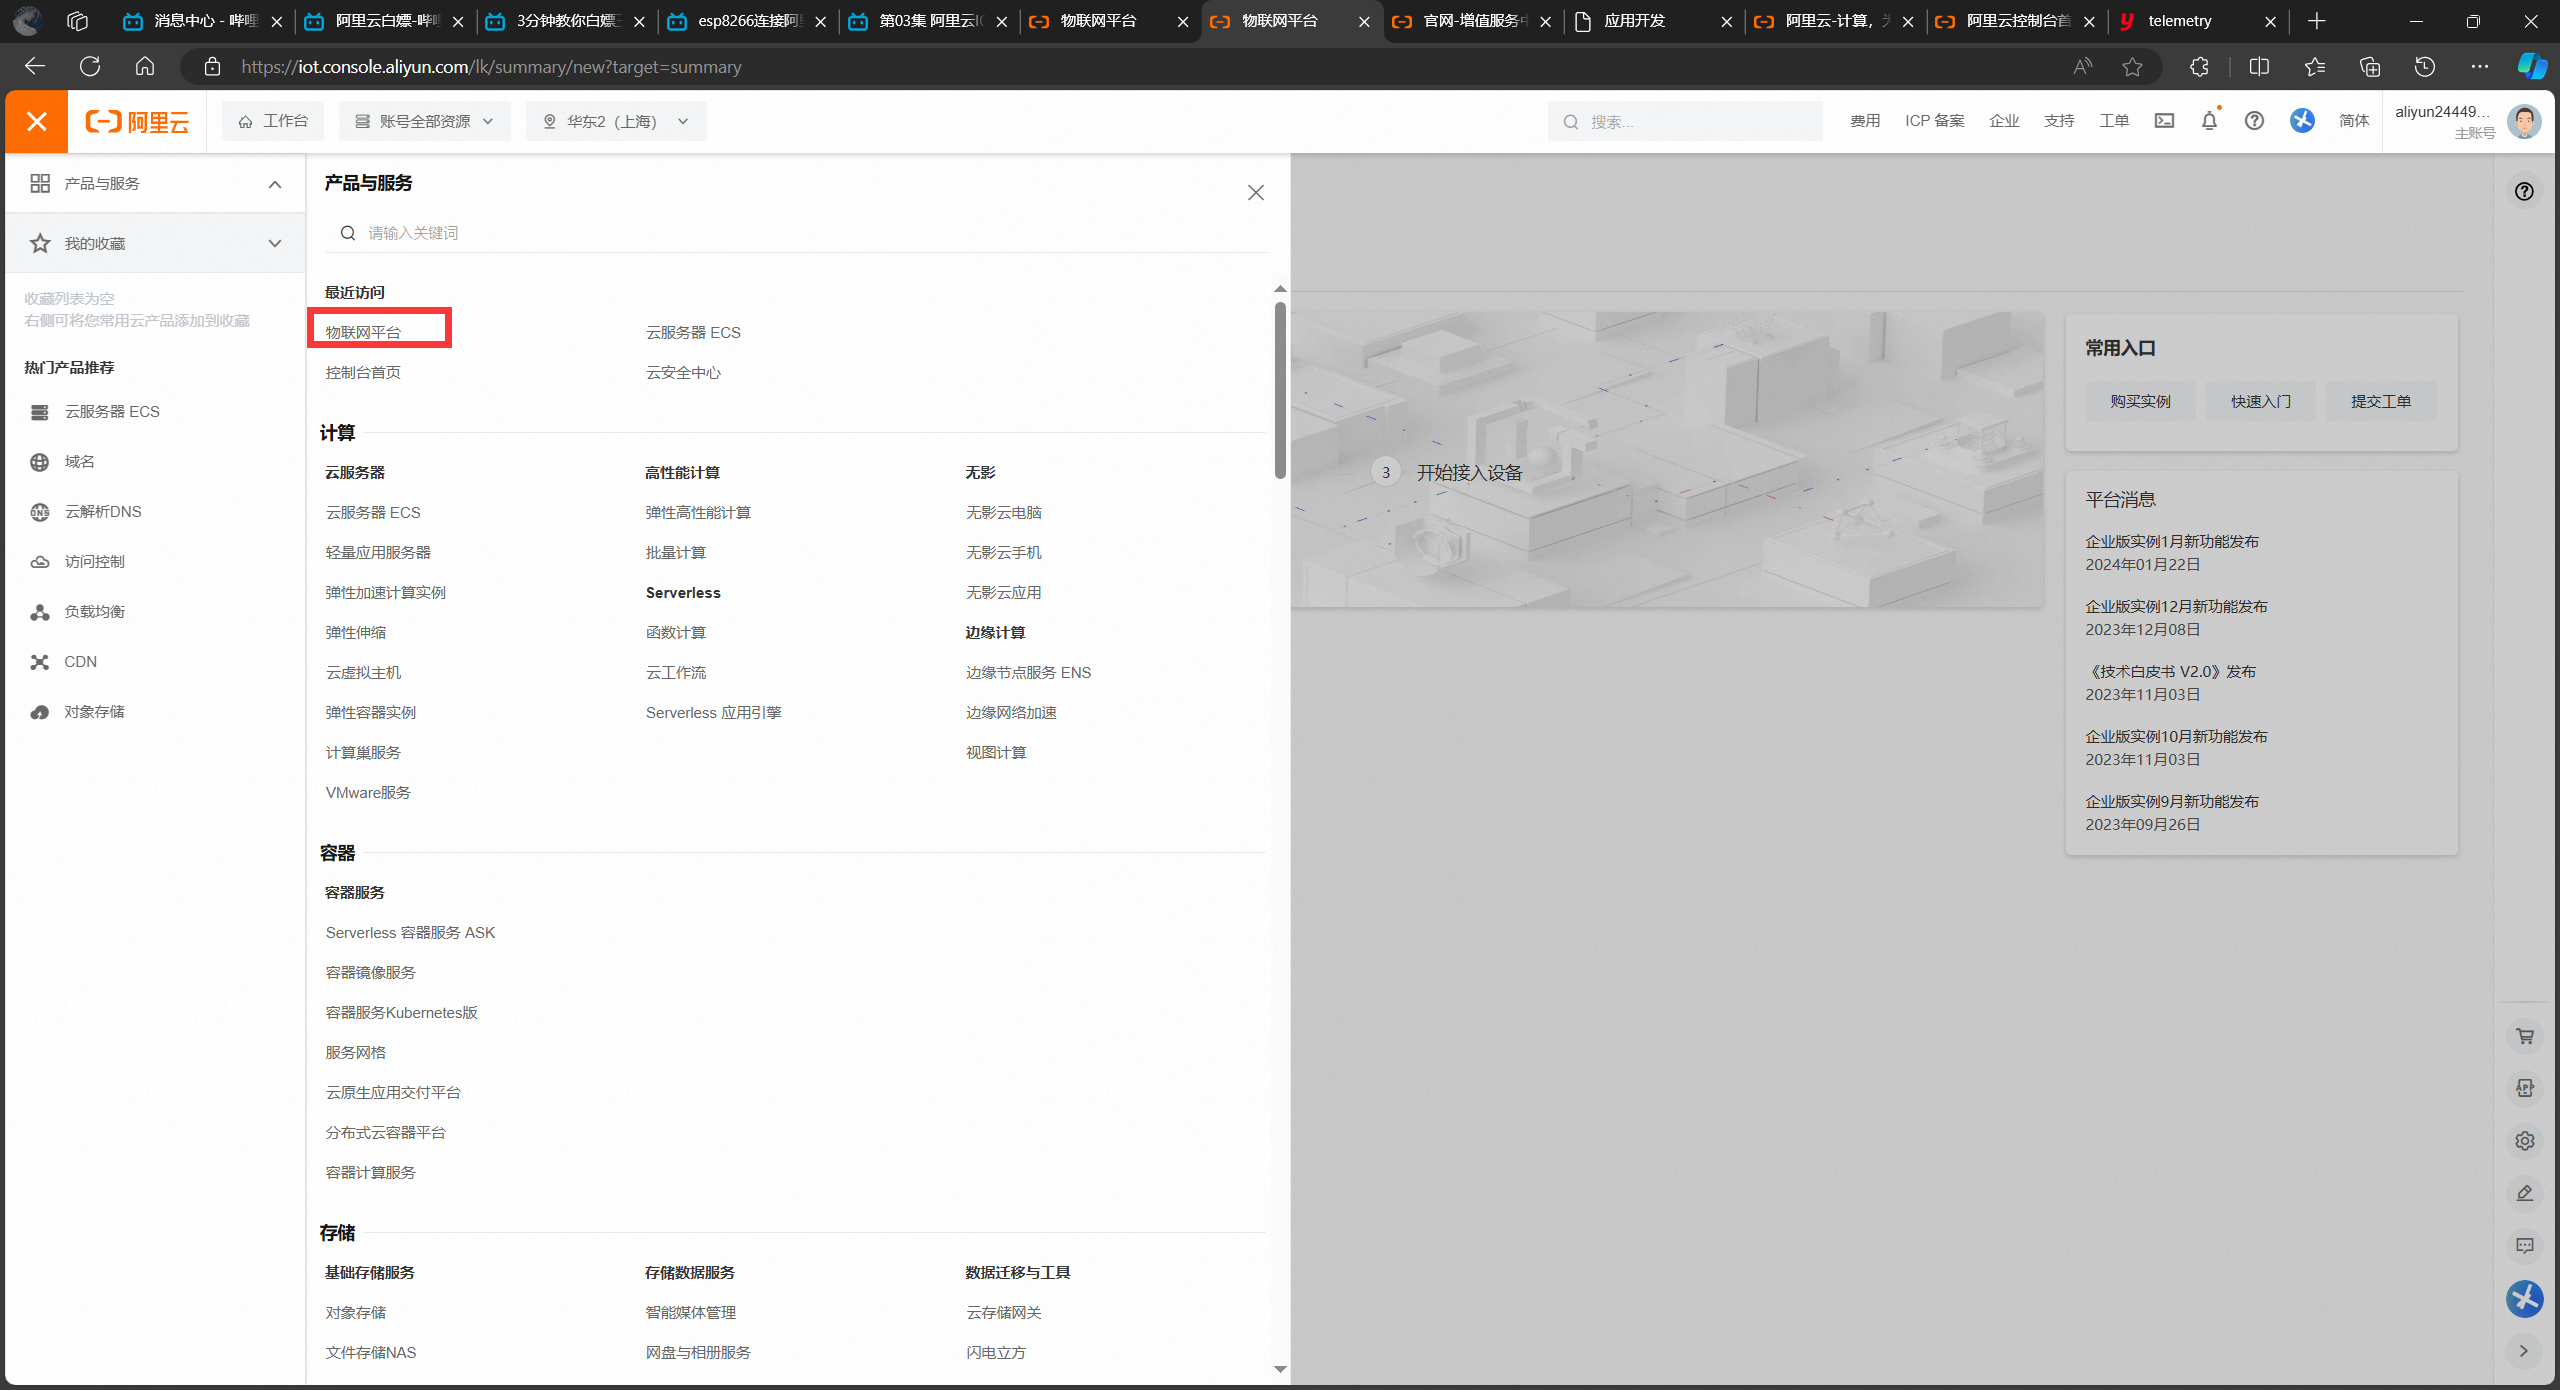 消息中心 - 哔哩
阿里云白嫖-哔哩
3分钟教你白嫖
esp8266连接阿里
第03集 阿里云IO
物联网平台
物联网平台
官网-增值服务中
应用开发
阿里云-计算,为
阿里云控制台首
telemetry
https://iot.console.aliyun.com/lk/summary/new?target=summary
阿里云
工作台
账号全部资源
华东2（上海）
搜索...
费用
ICP 备案
企业
支持
工单
简体
aliyun24449...
主账号
产品与服务
我的收藏
收藏列表为空
右侧可将您常用云产品添加到收藏
热门产品推荐
云服务器 ECS
域名
DNS
云解析DNS
访问控制
负载均衡
CDN
对象存储
产品与服务
请输入关键词
最近访问
物联网平台
云服务器 ECS
控制台首页
云安全中心
计算
云服务器
高性能计算
无影
云服务器 ECS
弹性高性能计算
无影云电脑
轻量应用服务器
批量计算
无影云手机
弹性加速计算实例
Serverless
无影云应用
弹性伸缩
函数计算
边缘计算
云虚拟主机
云工作流
边缘节点服务 ENS
弹性容器实例
Serverless 应用引擎
边缘网络加速
计算巢服务
视图计算
VMware服务
容器
容器服务
Serverless 容器服务 ASK
容器镜像服务
容器服务Kubernetes版
服务网格
云原生应用交付平台
分布式云容器平台
容器计算服务
存储
基础存储服务
存储数据服务
数据迁移与工具
对象存储
智能媒体管理
云存储网关
文件存储NAS
网盘与相册服务
闪电立方
3 开始接入设备
常用入口
购买实例
快速入门
提交工单
平台消息
企业版实例1月新功能发布
2024年01月22日
企业版实例12月新功能发布
2023年12月08日
《技术白皮书 V2.0》发布
2023年11月03日
企业版实例10月新功能发布
2023年11月03日
企业版实例9月新功能发布
2023年09月26日
APP